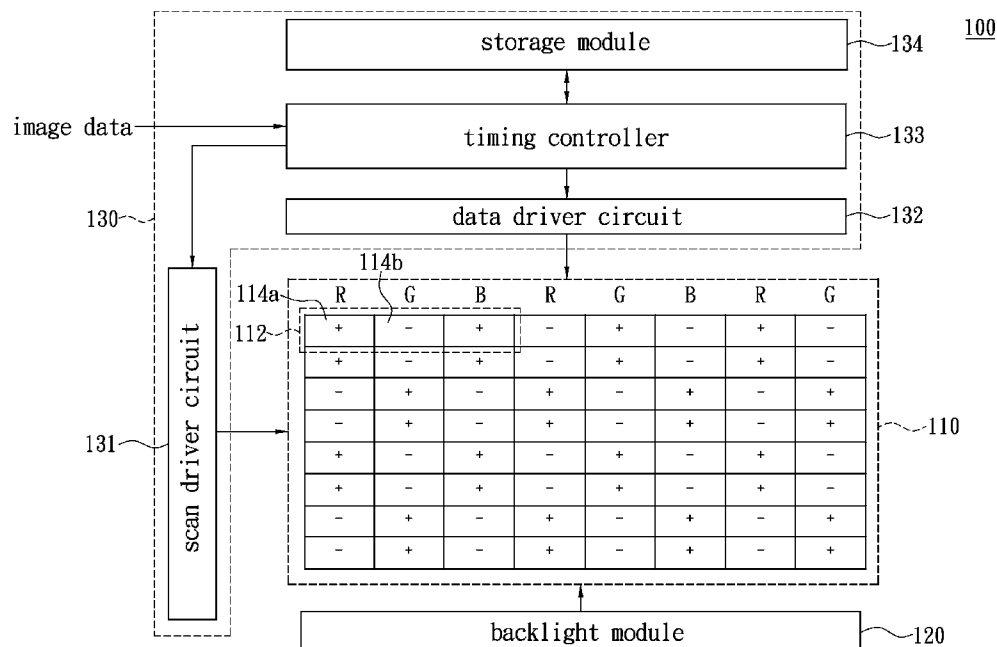 100
storage module
134
image data
timing controller
133
130
data driver circuit
132
114b
114a
R G B R G B R G
112
+ - + - + - + -
+ - + - + - + -
- + - + - + - +
- + - + - + - +
+ - + - + - + -
+ - + - + - + -
- + - + - + - +
- + - + - + - +
110
131
scan driver circuit
backlight module
120